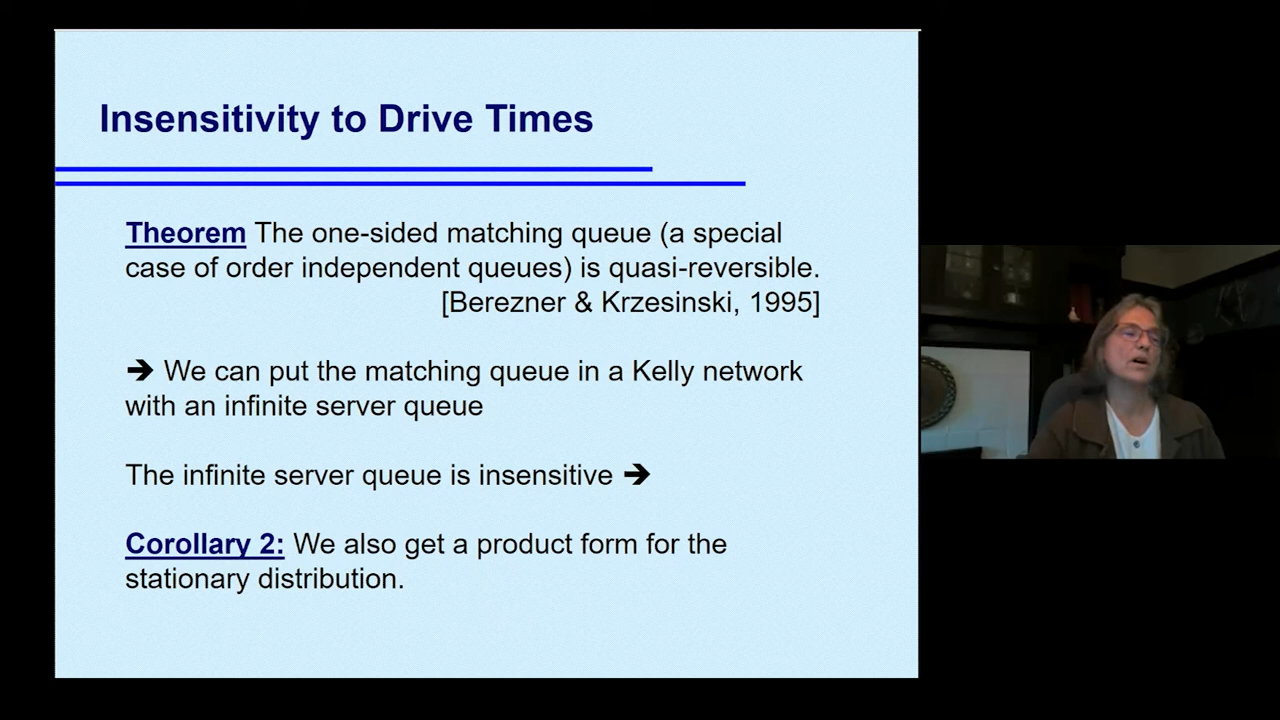 Insensitivity to Drive Times
Theorem The one-sided matching queue (a special
case of order independent queues) is quasi-reversible.
[Berezner & Krzesinski, 1995]
➔ We can put the matching queue in a Kelly network
with an infinite server queue
The infinite server queue is insensitive ➔
Corollary 2: We also get a product form for the
stationary distribution.